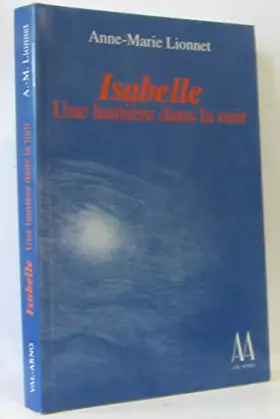 Anne-Marie Lionnet
Isabelle
Une lumière dans la nuit
A.-M. Lionnet
Isabelle Une lumière dans la nuit
VAL-ARNO
AA
VAL ARNO